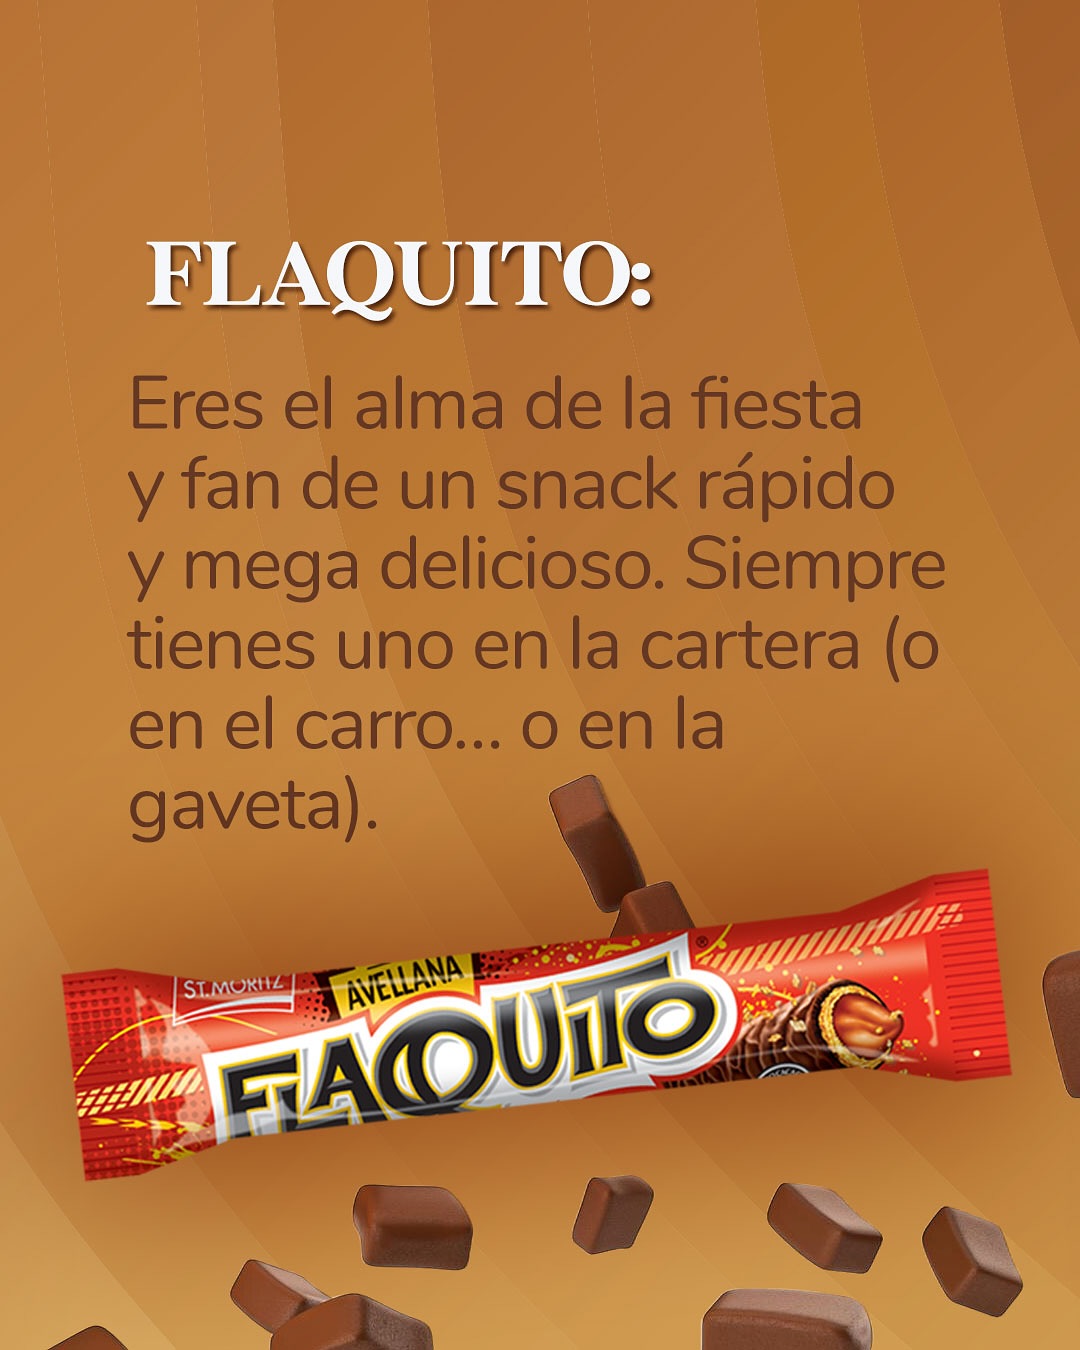 FLAQUITO:
Eres el alma de la fiesta
y fan de un snack rápido
y mega delicioso. Siempre
tienes uno en la cartera (o
en el carro... o en la
gaveta).
ST.MORITZ
AVELLANA
FLAQUITO
®